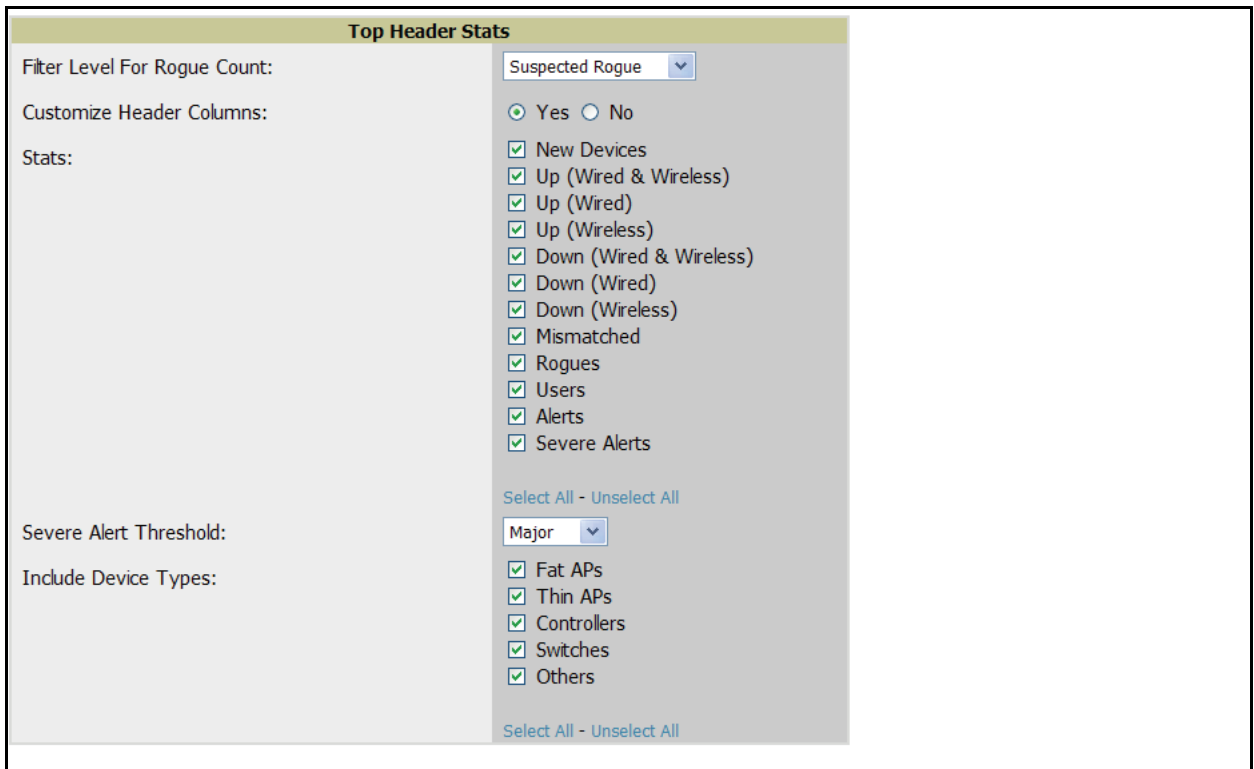 Top Header Stats
Filter Level For Rogue Count: Suspected Rogue
Customize Header Columns: Yes No
Stats: New Devices
Up (Wired & Wireless)
Up (Wired)
Up (Wireless)
Down (Wired & Wireless)
Down (Wired)
Down (Wireless)
Mismatched
Rogues
Users
Alerts
Severe Alerts
Select All - Unselect All
Severe Alert Threshold: Major
Include Device Types: Fat APs
Thin APs
Controllers
Switches
Others
Select All - Unselect All